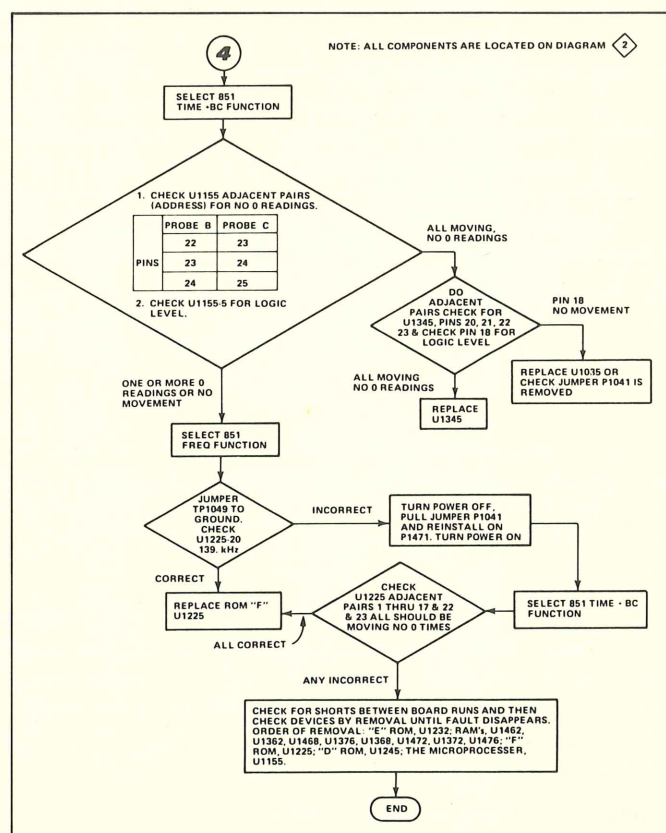 4
NOTE: ALL COMPONENTS ARE LOCATED ON DIAGRAM 2
SELECT 851
TIME •BC FUNCTION
1. CHECK U1155 ADJACENT PAIRS
(ADDRESS) FOR NO 0 READINGS.
PROBE B PROBE C
22 23
PINS 23 24
24 25
2. CHECK U1155-5 FOR LOGIC
LEVEL.
ALL MOVING,
NO 0 READINGS
DO
ADJACENT
PAIRS CHECK FOR
U1345, PINS 20, 21, 22
23 & CHECK PIN 18 FOR
LOGIC LEVEL
PIN 18
NO MOVEMENT
REPLACE U1035 OR
CHECK JUMPER P1041 IS
REMOVED
ALL MOVING
NO 0 READINGS
REPLACE
U1345
ONE OR MORE 0
READINGS OR NO
MOVEMENT
SELECT 851
FREQ FUNCTION
JUMPER
TP1049 TO
GROUND.
CHECK
U1225-20
139. kHz
INCORRECT
TURN POWER OFF,
PULL JUMPER P1041
AND REINSTALL ON
P1471. TURN POWER ON
CORRECT
REPLACE ROM "F"
U1225
CHECK
U1225 ADJACENT
PAIRS 1 THRU 17 & 22
& 23 ALL SHOULD BE
MOVING NO 0 TIMES
SELECT 851 TIME • BC
FUNCTION
ALL CORRECT
ANY INCORRECT
CHECK FOR SHORTS BETWEEN BOARD RUNS AND THEN
CHECK DEVICES BY REMOVAL UNTIL FAULT DISAPPEARS.
ORDER OF REMOVAL: "E" ROM, U1232; RAM's, U1462,
U1362, U1468, U1376, U1368, U1472, U1372, U1476; "F"
ROM, U1225; "D" ROM, U1245; THE MICROPROCESSER,
U1155.
END